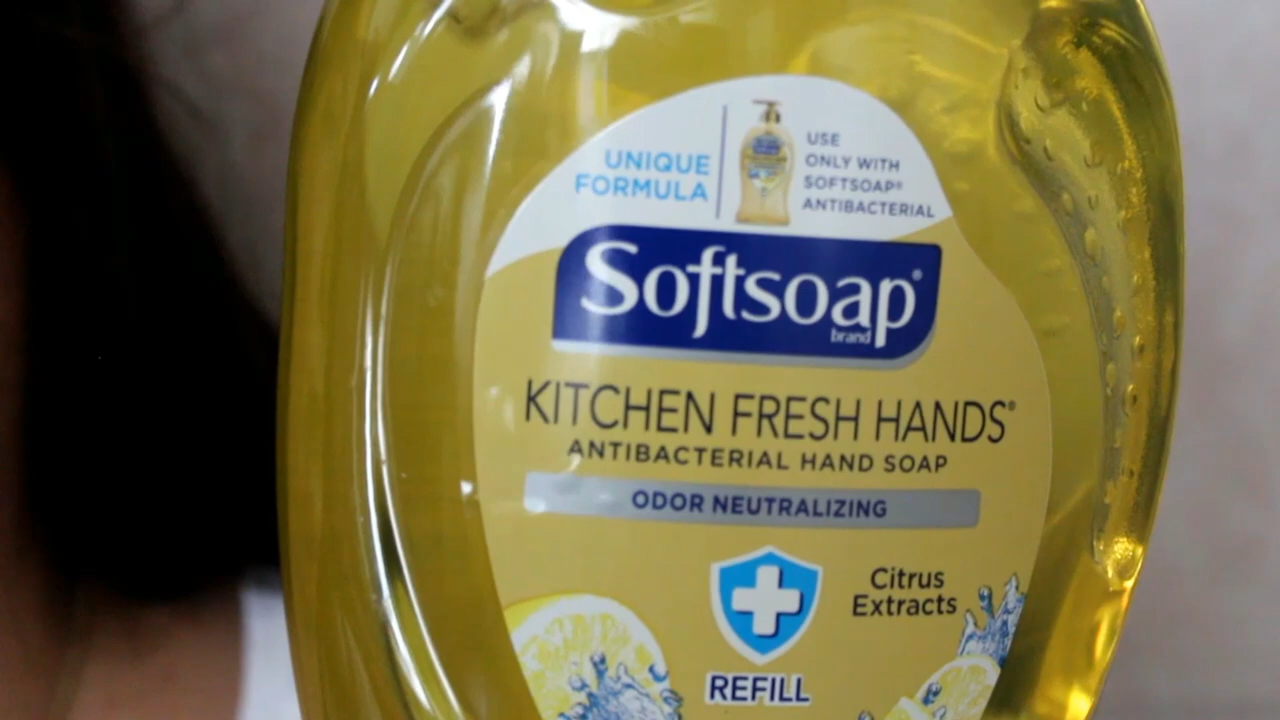 UNIQUE
FORMULA
USE
ONLY WITH
SOFTSOAP®
ANTIBACTERIAL
Softsoap®
brand
KITCHEN FRESH HANDS®
ANTIBACTERIAL HAND SOAP
ODOR NEUTRALIZING
Citrus
Extracts
REFILL